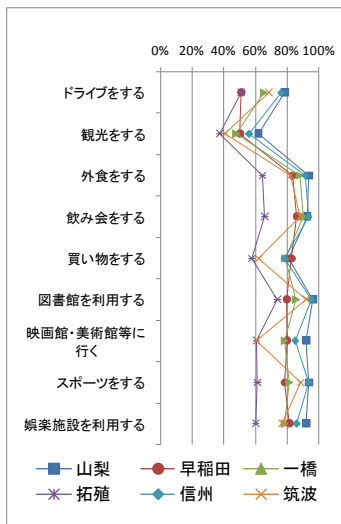 0% 20% 40% 60% 80% 100%
ドライブをする
観光をする
外食をする
飲み会をする
買い物をする
図書館を利用する
映画館・美術館等に
行く
スポーツをする
娯楽施設を利用する
山梨 早稲田 一橋
拓殖 信州 筑波